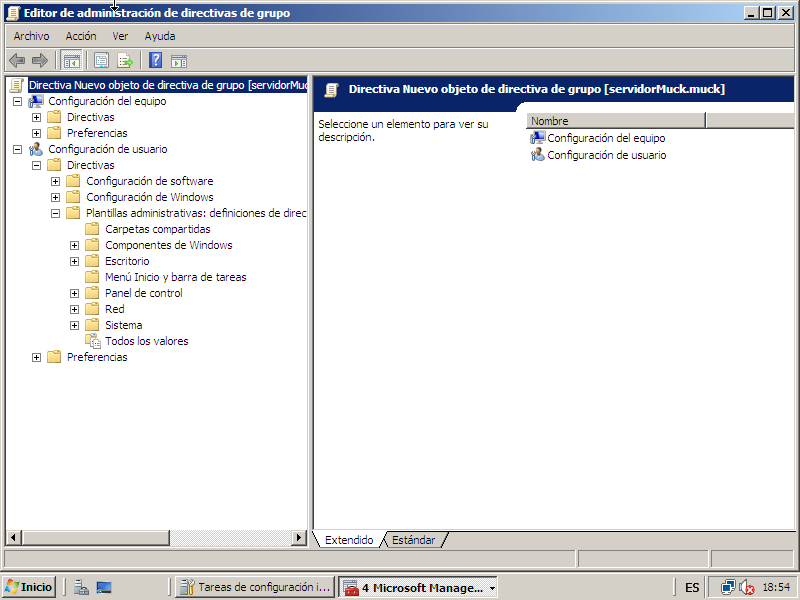 Editor de administración de directivas de grupo
Archivo Acción Ver Ayuda
Directiva Nuevo objeto de directiva de grupo [servidorMuc
Configuración del equipo
Directivas
Preferencias
Configuración de usuario
Directivas
Configuración de software
Configuración de Windows
Plantillas administrativas: definiciones de direc
Carpetas compartidas
Componentes de Windows
Escritorio
Menú Inicio y barra de tareas
Panel de control
Red
Sistema
Todos los valores
Preferencias
Directiva Nuevo objeto de directiva de grupo [servidorMuck.muck]
Seleccione un elemento para ver su
descripción.
Nombre
Configuración del equipo
Configuración de usuario
Extendido Estándar
Inicio Tareas de configuración i... 4 Microsoft Manage... ES 18:54